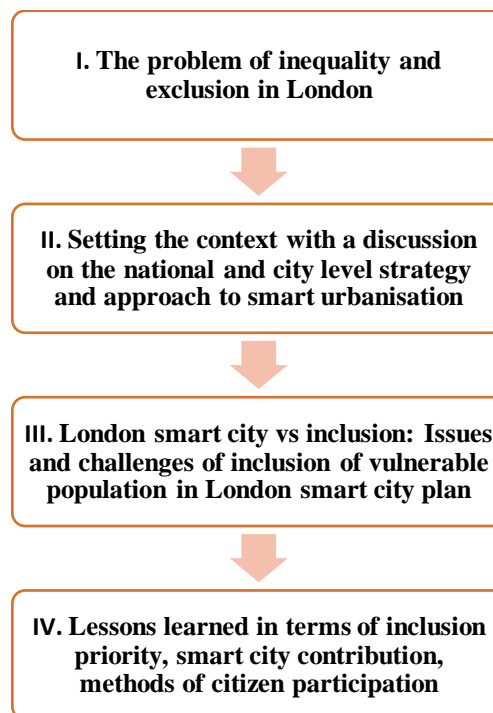 I. The problem of inequality and
exclusion in London
II. Setting the context with a discussion
on the national and city level strategy
and approach to smart urbanisation
III. London smart city vs inclusion: Issues
and challenges of inclusion of vulnerable
population in London smart city plan
IV. Lessons learned in terms of inclusion
priority, smart city contribution,
methods of citizen participation